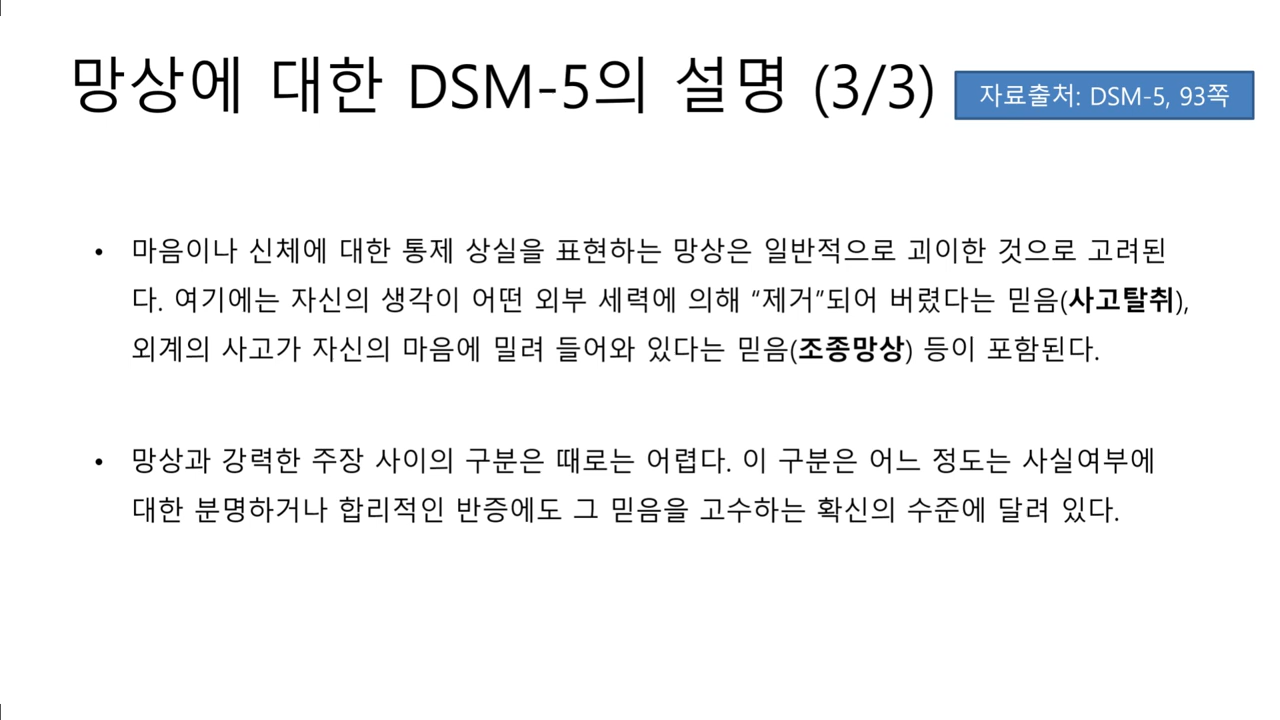 망상에 대한 DSM-5의 설명 (3/3)
자료출처: DSM-5, 93쪽
• 마음이나 신체에 대한 통제 상실을 표현하는 망상은 일반적으로 괴이한 것으로 고려된
다. 여기에는 자신의 생각이 어떤 외부 세력에 의해 “제거”되어 버렸다는 믿음(사고탈취),
외계의 사고가 자신의 마음에 밀려 들어와 있다는 믿음(조종망상) 등이 포함된다.
• 망상과 강력한 주장 사이의 구분은 때로는 어렵다. 이 구분은 어느 정도는 사실여부에
대한 분명하거나 합리적인 반증에도 그 믿음을 고수하는 확신의 수준에 달려 있다.